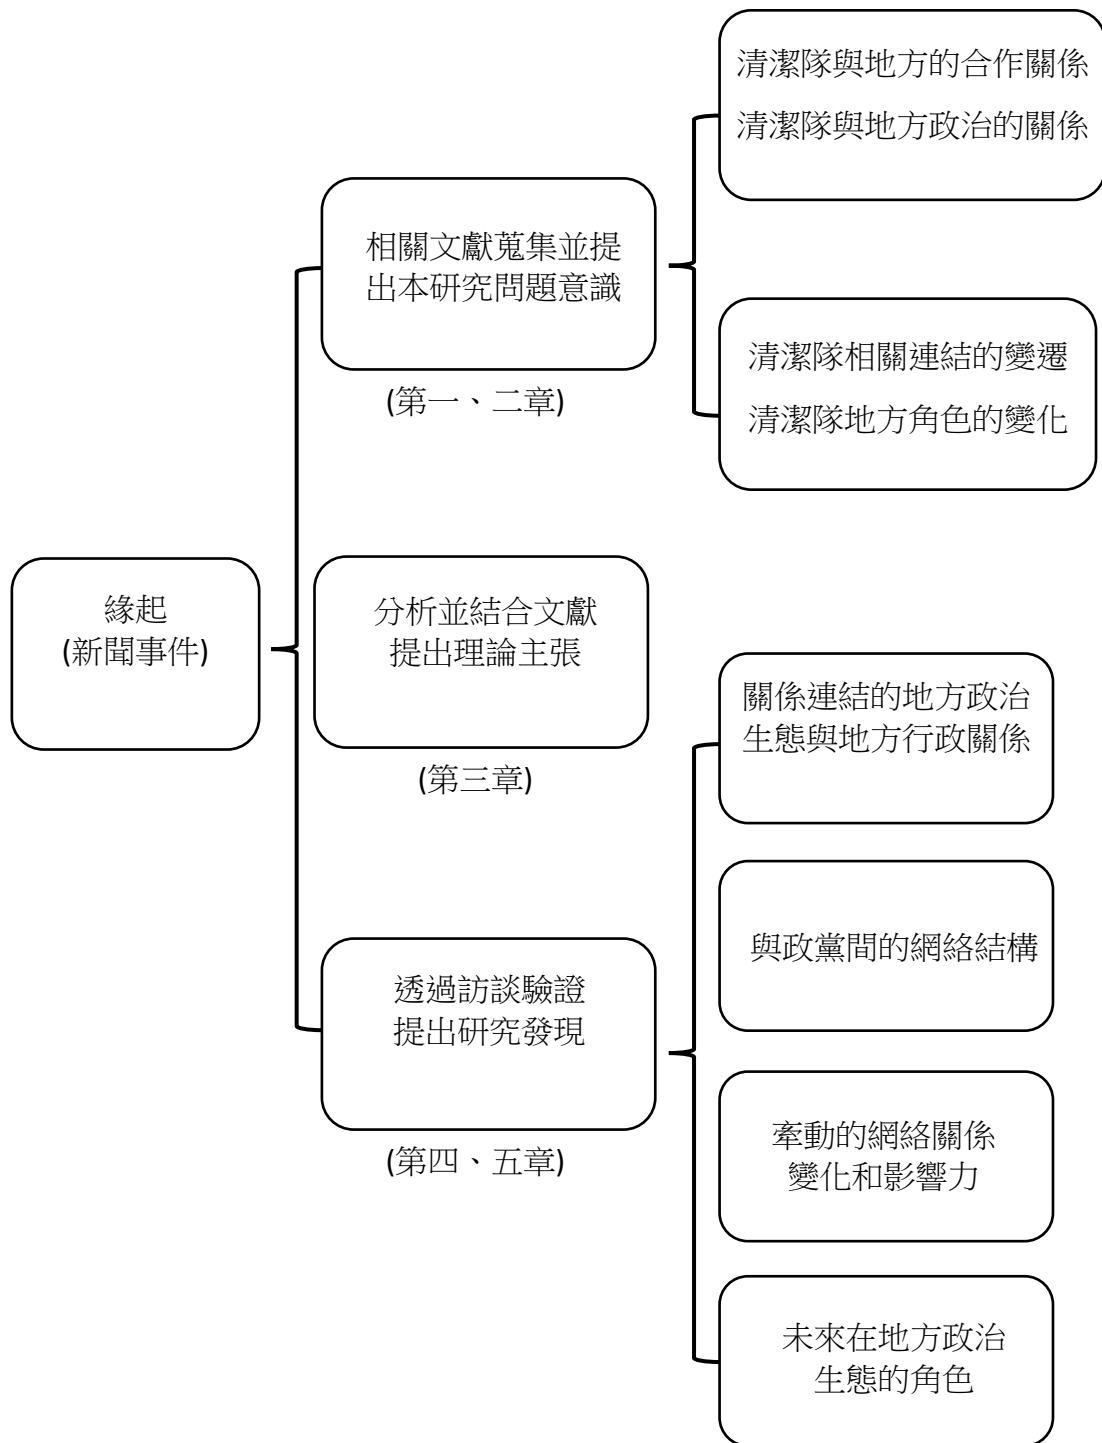 緣起
(新聞事件)
相關文獻蒐集並提
出本研究問題意識
(第一、二章)
清潔隊與地方的合作關係
清潔隊與地方政治的關係
清潔隊相關連結的變遷
清潔隊地方角色的變化
分析並結合文獻
提出理論主張
(第三章)
透過訪談驗證
提出研究發現
(第四、五章)
關係連結的地方政治
生態與地方行政關係
與政黨間的網絡結構
牽動的網絡關係
變化和影響力
未來在地方政治
生態的角色